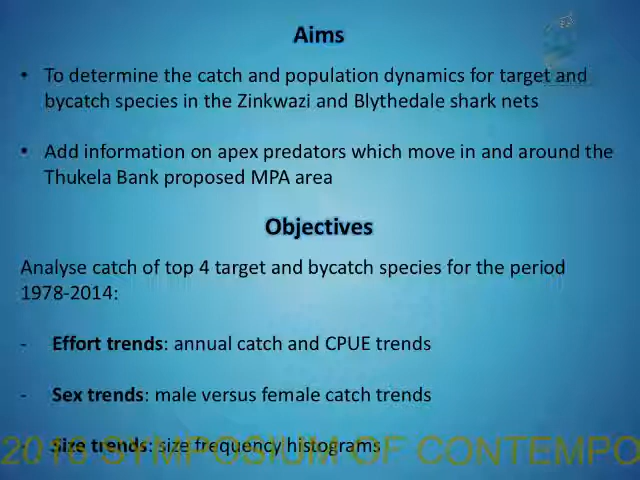 Aims
• To determine the catch and population dynamics for target and
bycatch species in the Zinkwazi and Blythedale shark nets
• Add information on apex predators which move in and around the
Thukela Bank proposed MPA area
Objectives
Analyse catch of top 4 target and bycatch species for the period
1978-2014:
- Effort trends: annual catch and CPUE trends
- Sex trends: male versus female catch trends
- Size trends: size frequency histograms
2016 SYMPOSIUM OF CONTEMPO